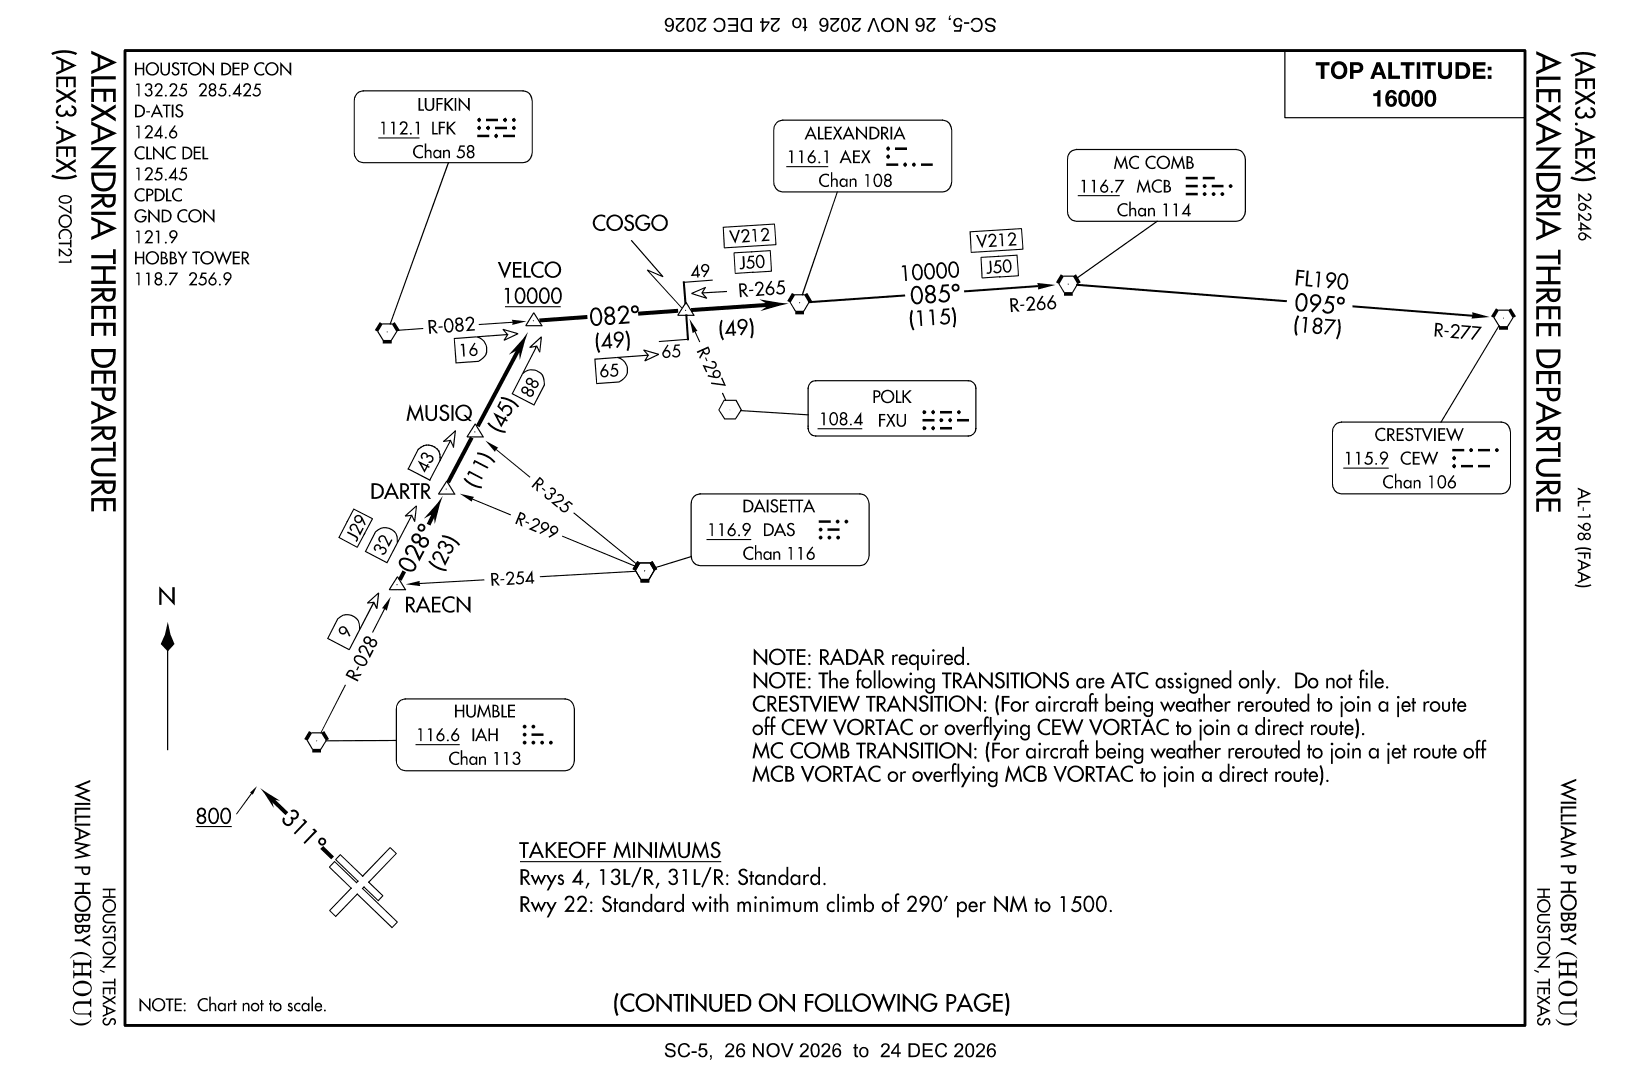 SC-5, 26 NOV 2026 to 24 DEC 2026
(AEX3.AEX) 07OCT21
ALEXANDRIA THREE DEPARTURE
WILLIAM P HOBBY (HOU)
HOUSTON, TEXAS
(AEX3.AEX) 26246
ALEXANDRIA THREE DEPARTURE
AL-198 (FAA)
WILLIAM P HOBBY (HOU)
HOUSTON, TEXAS
HOUSTON DEP CON
132.25 285.425
D-ATIS
124.6
CLNC DEL
125.45
CPDLC
GND CON
121.9
HOBBY TOWER
118.7 256.9
TOP ALTITUDE:
16000
LUFKIN
112.1 LFK
Chan 58
ALEXANDRIA
116.1 AEX
Chan 108
MC COMB
116.7 MCB
Chan 114
COSGO
VELCO
10000
V212
J50
49
R-265
V212
J50
10000
085°
(115)
R-266
FL190
095°
(187)
R-277
R-082
16
082°
(49)
(49)
65
65
R-297
88
POLK
108.4 FXU
CRESTVIEW
115.9 CEW
Chan 106
MUSIQ
(45)
43
(11)
DARTR
R-325
R-299
J29
32
028°
(23)
DAISETTA
116.9 DAS
Chan 116
R-254
RAECN
N
9
R-028
HUMBLE
116.6 IAH
Chan 113
800
311°
NOTE: RADAR required.
NOTE: The following TRANSITIONS are ATC assigned only. Do not file.
CRESTVIEW TRANSITION: (For aircraft being weather rerouted to join a jet route
off CEW VORTAC or overflying CEW VORTAC to join a direct route).
MC COMB TRANSITION: (For aircraft being weather rerouted to join a jet route off
MCB VORTAC or overflying MCB VORTAC to join a direct route).
TAKEOFF MINIMUMS
Rwys 4, 13L/R, 31L/R: Standard.
Rwy 22: Standard with minimum climb of 290' per NM to 1500.
NOTE: Chart not to scale.
(CONTINUED ON FOLLOWING PAGE)
SC-5, 26 NOV 2026 to 24 DEC 2026